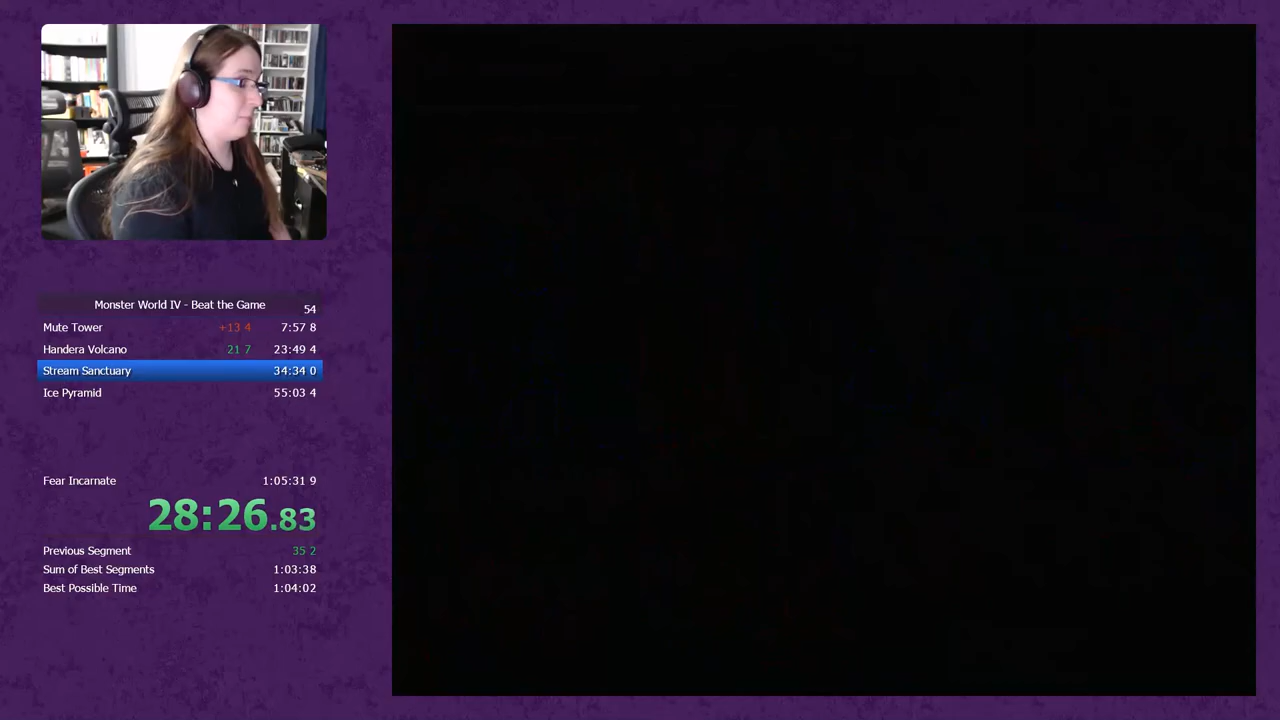 Monster World IV - Beat the Game
54
Mute Tower +13 4 7:57 8
Handera Volcano 21 7 23:49 4
Stream Sanctuary 34:34 0
Ice Pyramid 55:03 4
Fear Incarnate 1:05:31 9
28:26.83
Previous Segment 35 2
Sum of Best Segments 1:03:38
Best Possible Time 1:04:02